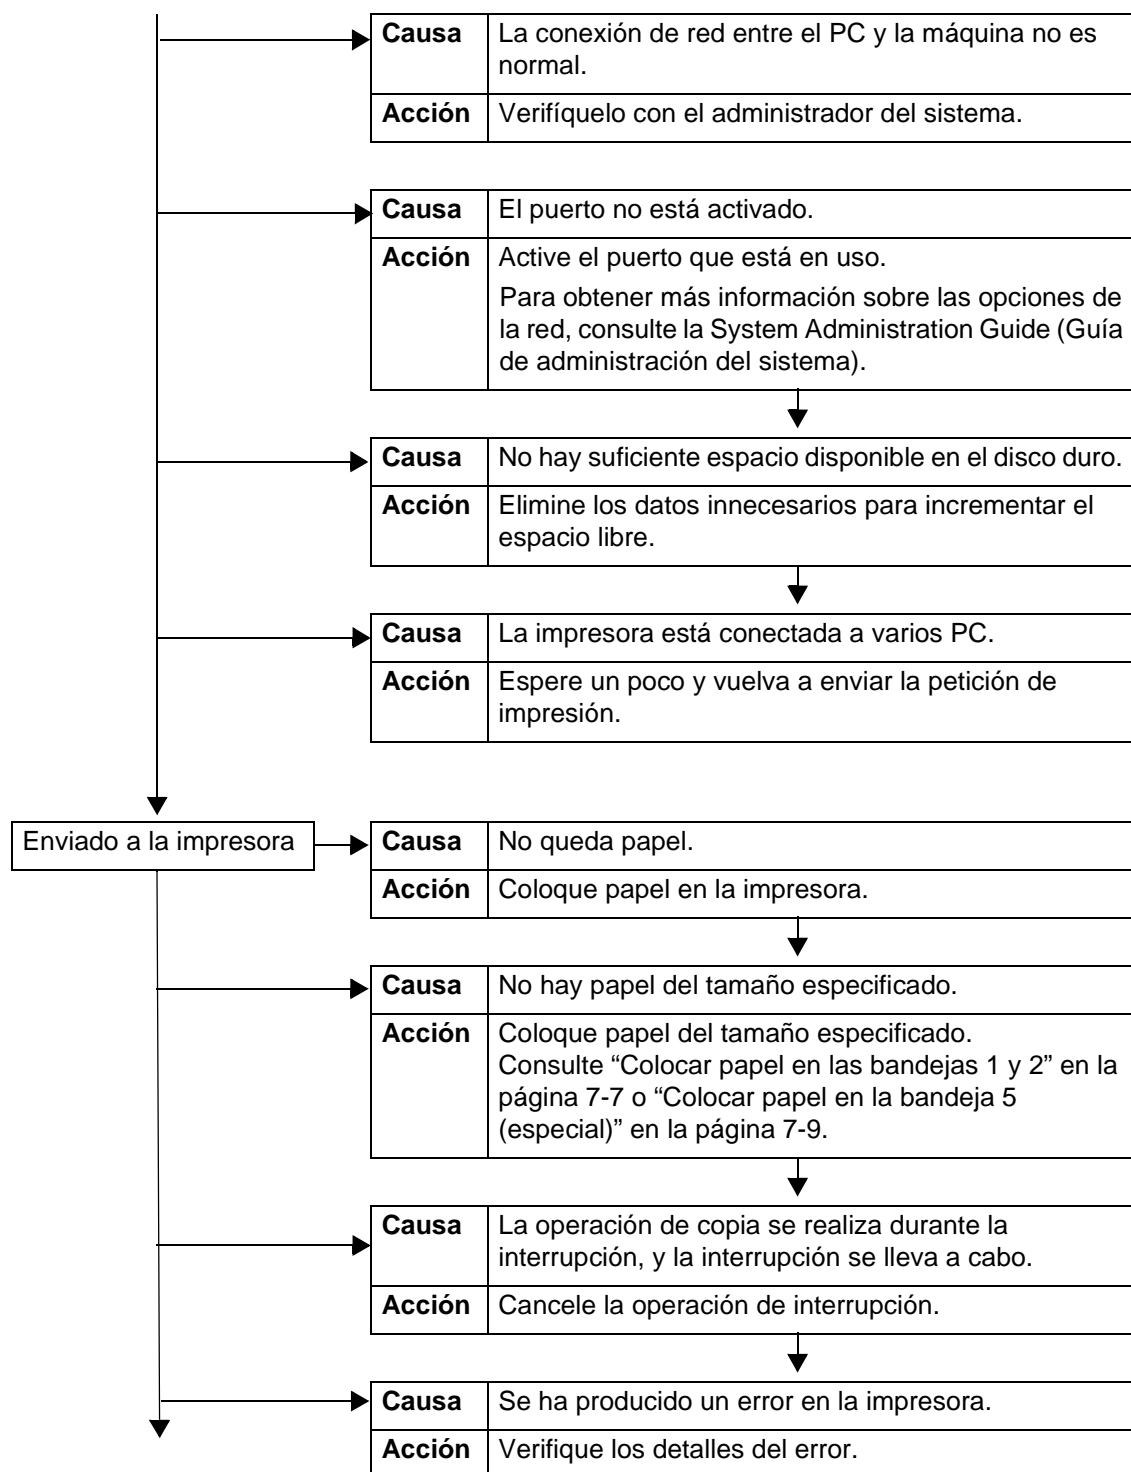 Causa La conexión de red entre el PC y la máquina no es
normal.
Acción Verifíquelo con el administrador del sistema.
Causa El puerto no está activado.
Acción Active el puerto que está en uso.
Para obtener más información sobre las opciones de
la red, consulte la System Administration Guide (Guía
de administración del sistema).
Causa No hay suficiente espacio disponible en el disco duro.
Acción Elimine los datos innecesarios para incrementar el
espacio libre.
Causa La impresora está conectada a varios PC.
Acción Espere un poco y vuelva a enviar la petición de
impresión.
Enviado a la impresora
Causa No queda papel.
Acción Coloque papel en la impresora.
Causa No hay papel del tamaño especificado.
Acción Coloque papel del tamaño especificado.
Consulte “Colocar papel en las bandejas 1 y 2” en la
página 7-7 o “Colocar papel en la bandeja 5
(especial)” en la página 7-9.
Causa La operación de copia se realiza durante la
interrupción, y la interrupción se lleva a cabo.
Acción Cancele la operación de interrupción.
Causa Se ha producido un error en la impresora.
Acción Verifique los detalles del error.